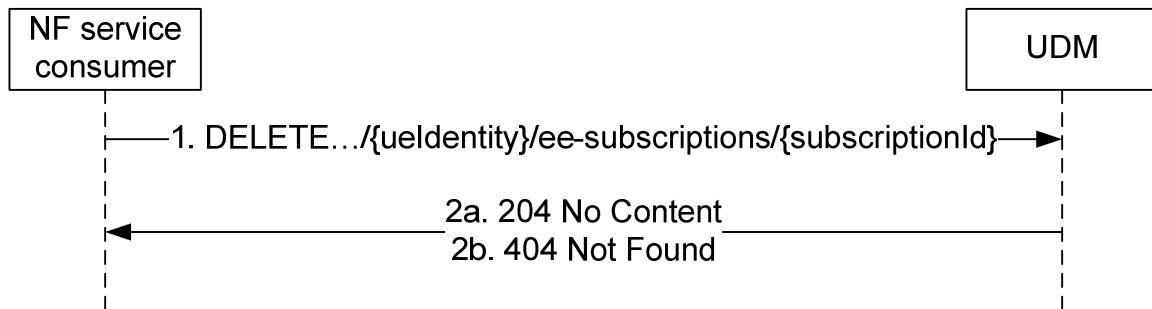 NF service
consumer
UDM
1. DELETE…/{ueIdentity}/ee-subscriptions/{subscriptionId}
2a. 204 No Content
2b. 404 Not Found